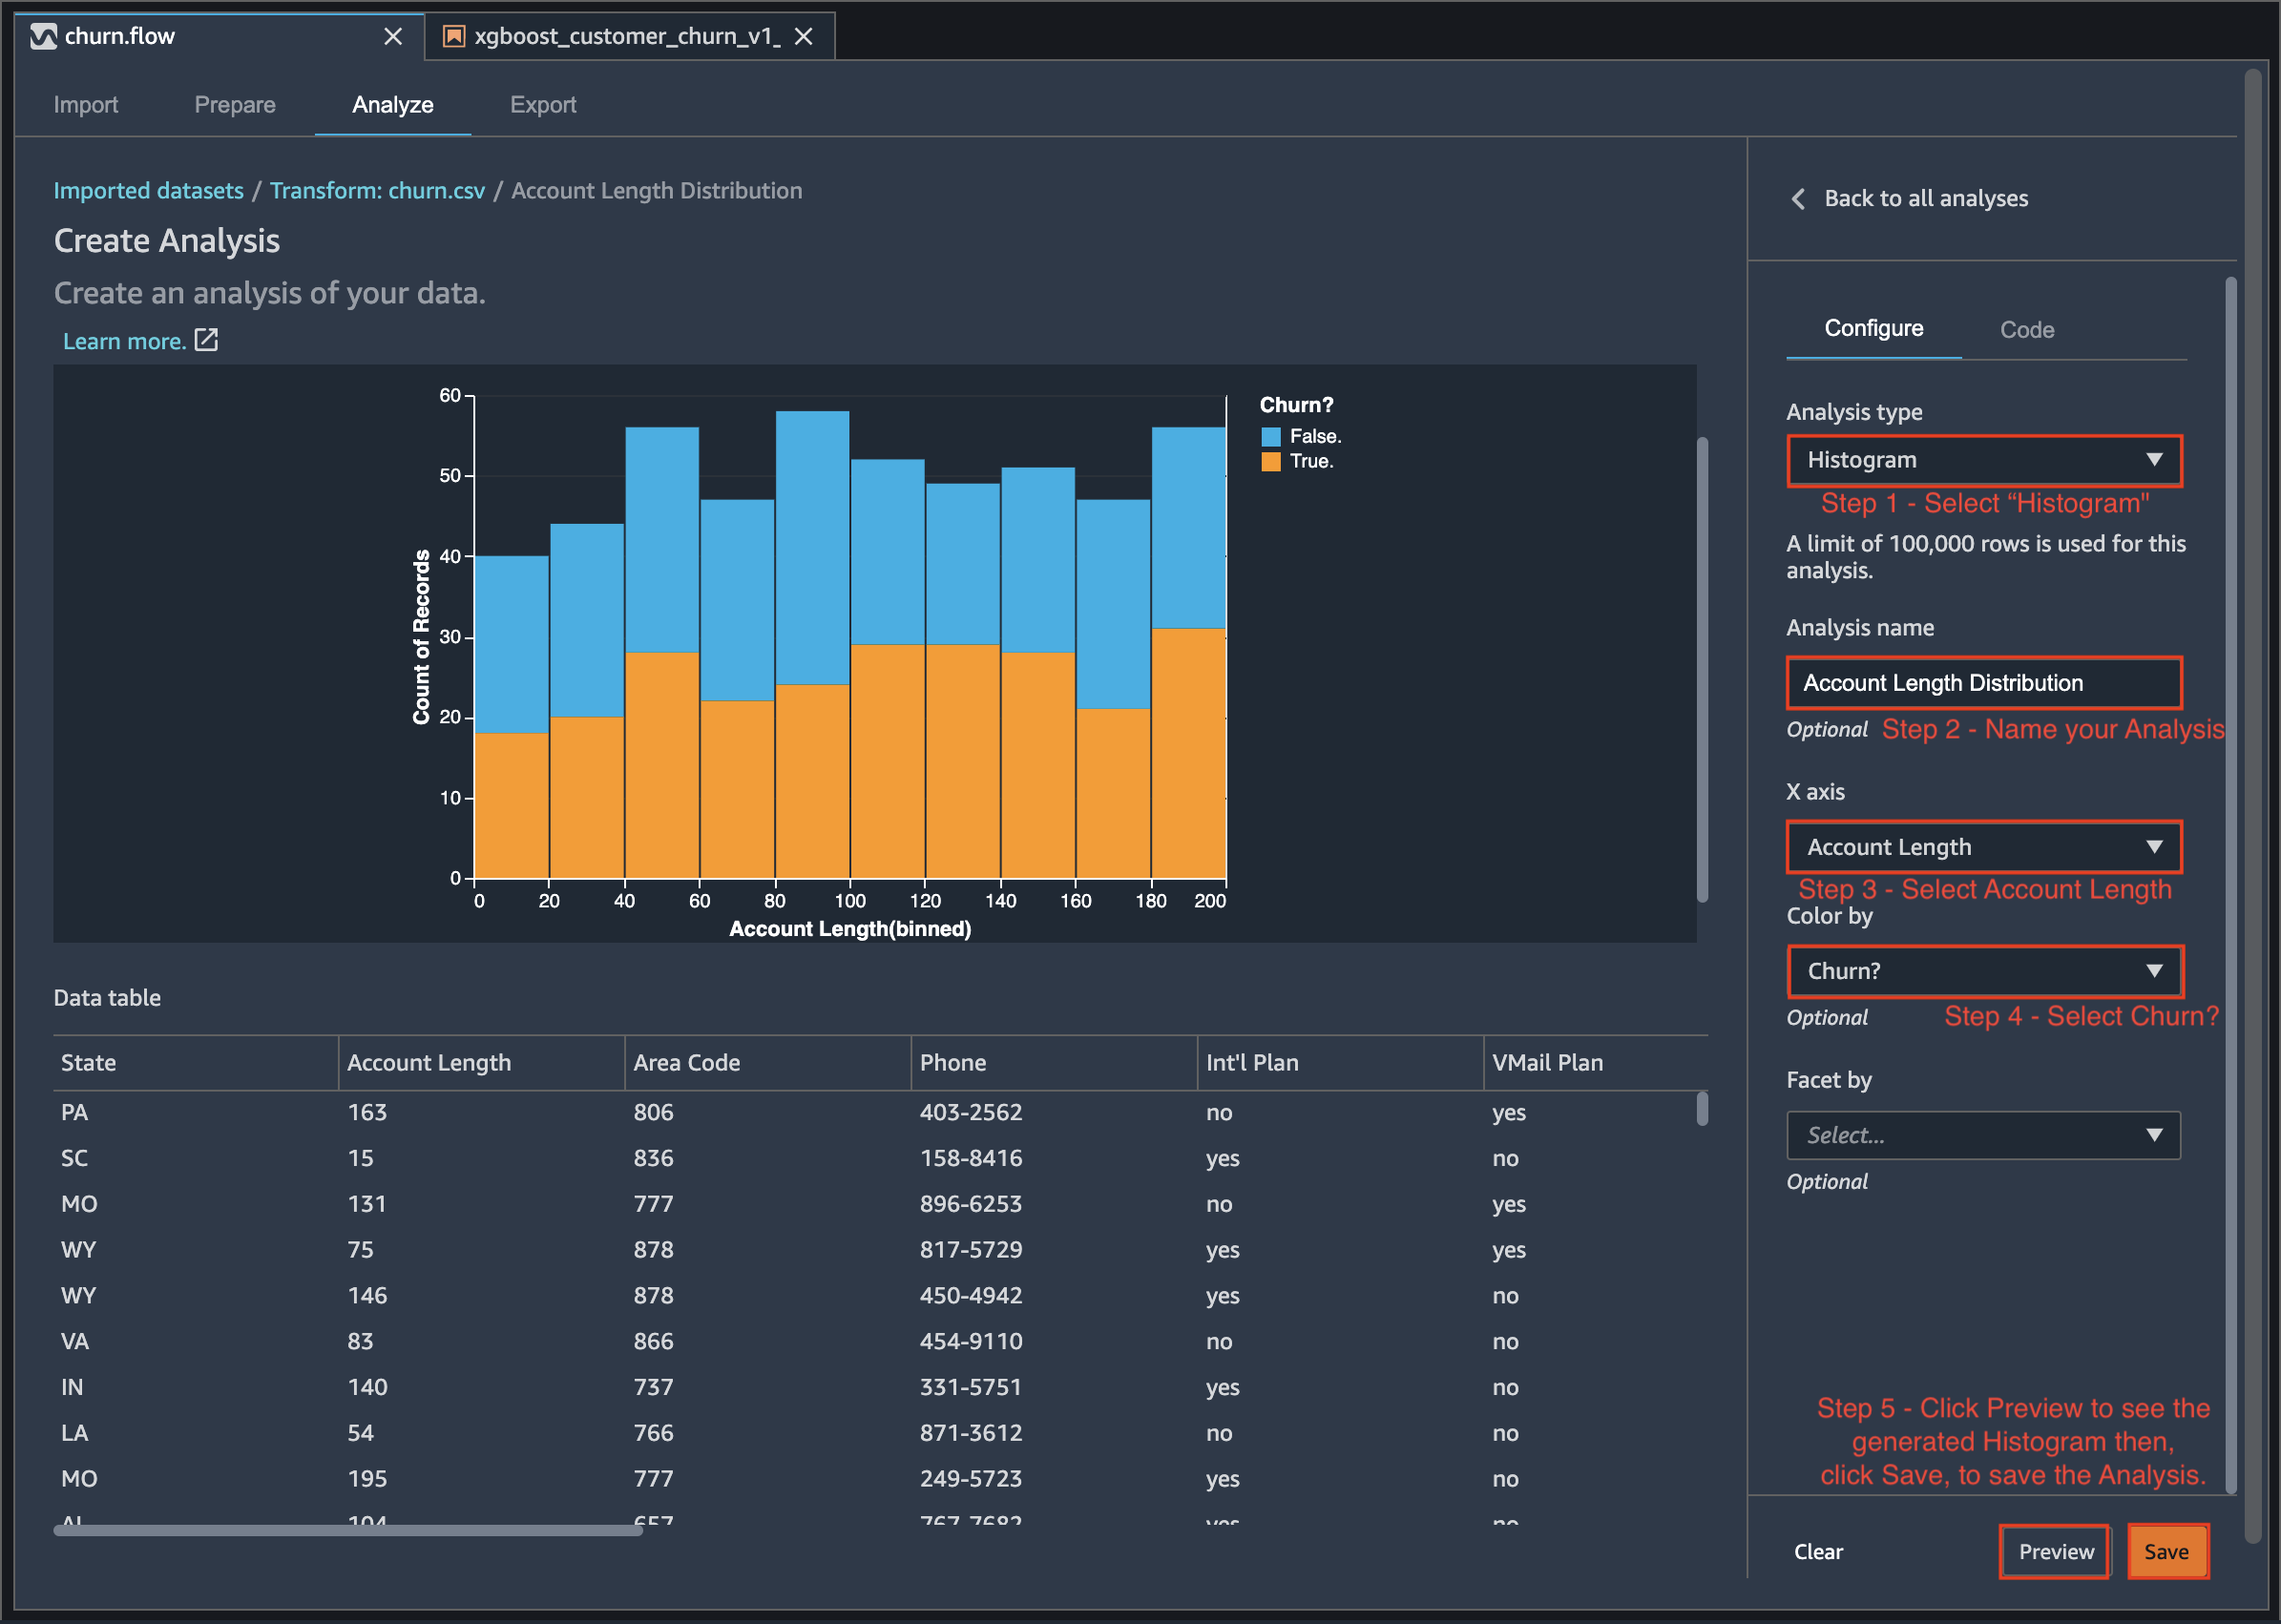 churn.flow
xgboost_customer_churn_v1_
Import Prepare Analyze Export
Imported datasets / Transform: churn.csv / Account Length Distribution
Create Analysis
Create an analysis of your data.
Learn more.
60
50
40
30
20
10
0
Count of Records
0 20 40 60 80 100 120 140 160 180 200
Account Length(binned)
Churn?
False.
True.
Data table
State Account Length Area Code Phone Int'l Plan VMail Plan
PA 163 806 403-2562 no yes
SC 15 836 158-8416 yes no
MO 131 777 896-6253 no yes
WY 75 878 817-5729 yes yes
WY 146 878 450-4942 yes no
VA 83 866 454-9110 no no
IN 140 737 331-5751 yes no
LA 54 766 871-3612 no no
MO 195 777 249-5723 yes no
104 657 767-7682 yes no
Back to all analyses
Configure Code
Analysis type
Histogram
Step 1 - Select “Histogram"
A limit of 100,000 rows is used for this
analysis.
Analysis name
Account Length Distribution
Optional Step 2 - Name your Analysis
X axis
Account Length
Step 3 - Select Account Length
Color by
Churn?
Optional Step 4 - Select Churn?
Facet by
Select...
Optional
Step 5 - Click Preview to see the
generated Histogram then,
click Save, to save the Analysis.
Clear Preview Save